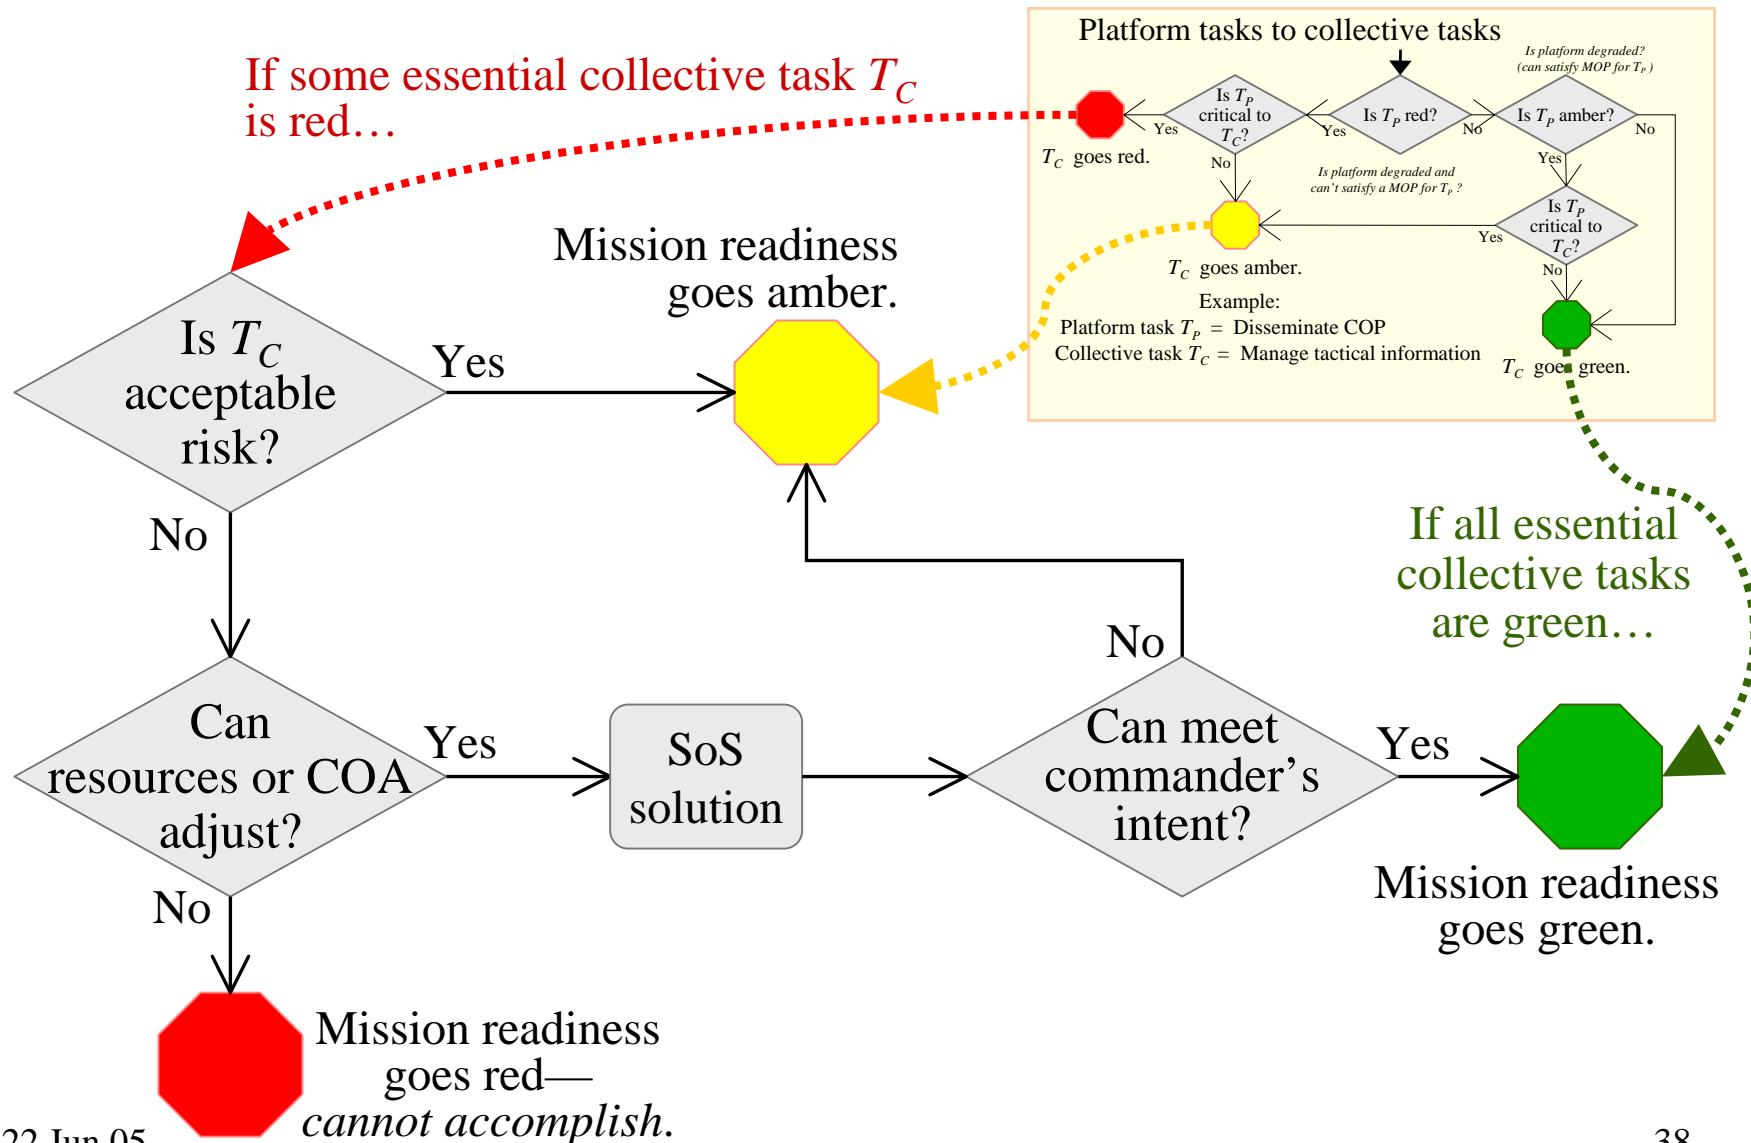 Platform tasks to collective tasks
Is platform degraded?
(can satisfy MOP for T_P )
If some essential collective task T_C
is red…
Is T_P
critical to
T_C?
Is T_P red?
Is T_P amber?
Yes
Yes
No
No
T_C goes red.
No
Is platform degraded and
can't satisfy a MOP for T_P ?
Yes
Is T_P
critical to
T_C?
Yes
No
T_C goes amber.
Example:
Platform task T_P = Disseminate COP
Collective task T_C = Manage tactical information
T_C goes green.
Mission readiness
goes amber.
Is T_C
acceptable
risk?
Yes
No
If all essential
collective tasks
are green…
Can
resources or COA
adjust?
Yes
SoS
solution
No
Can meet
commander's
intent?
Yes
Mission readiness
goes green.
No
Mission readiness
goes red—
cannot accomplish.
22 Jun 05
38